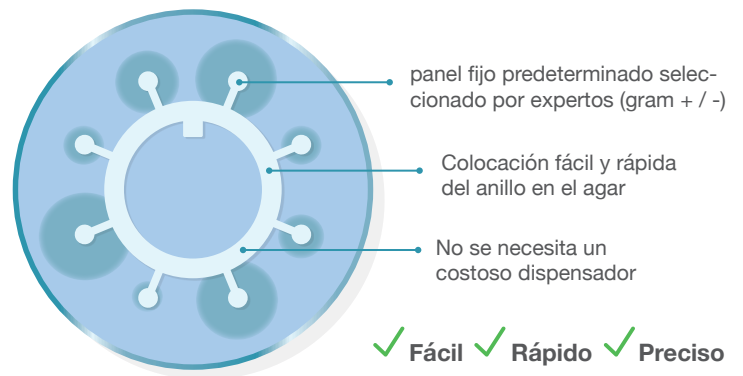 panel fijo predeterminado selec-
cionado por expertos (gram + / -)
Colocación fácil y rápida
del anillo en el agar
No se necesita un
costoso dispensador
Fácil Rápido Preciso